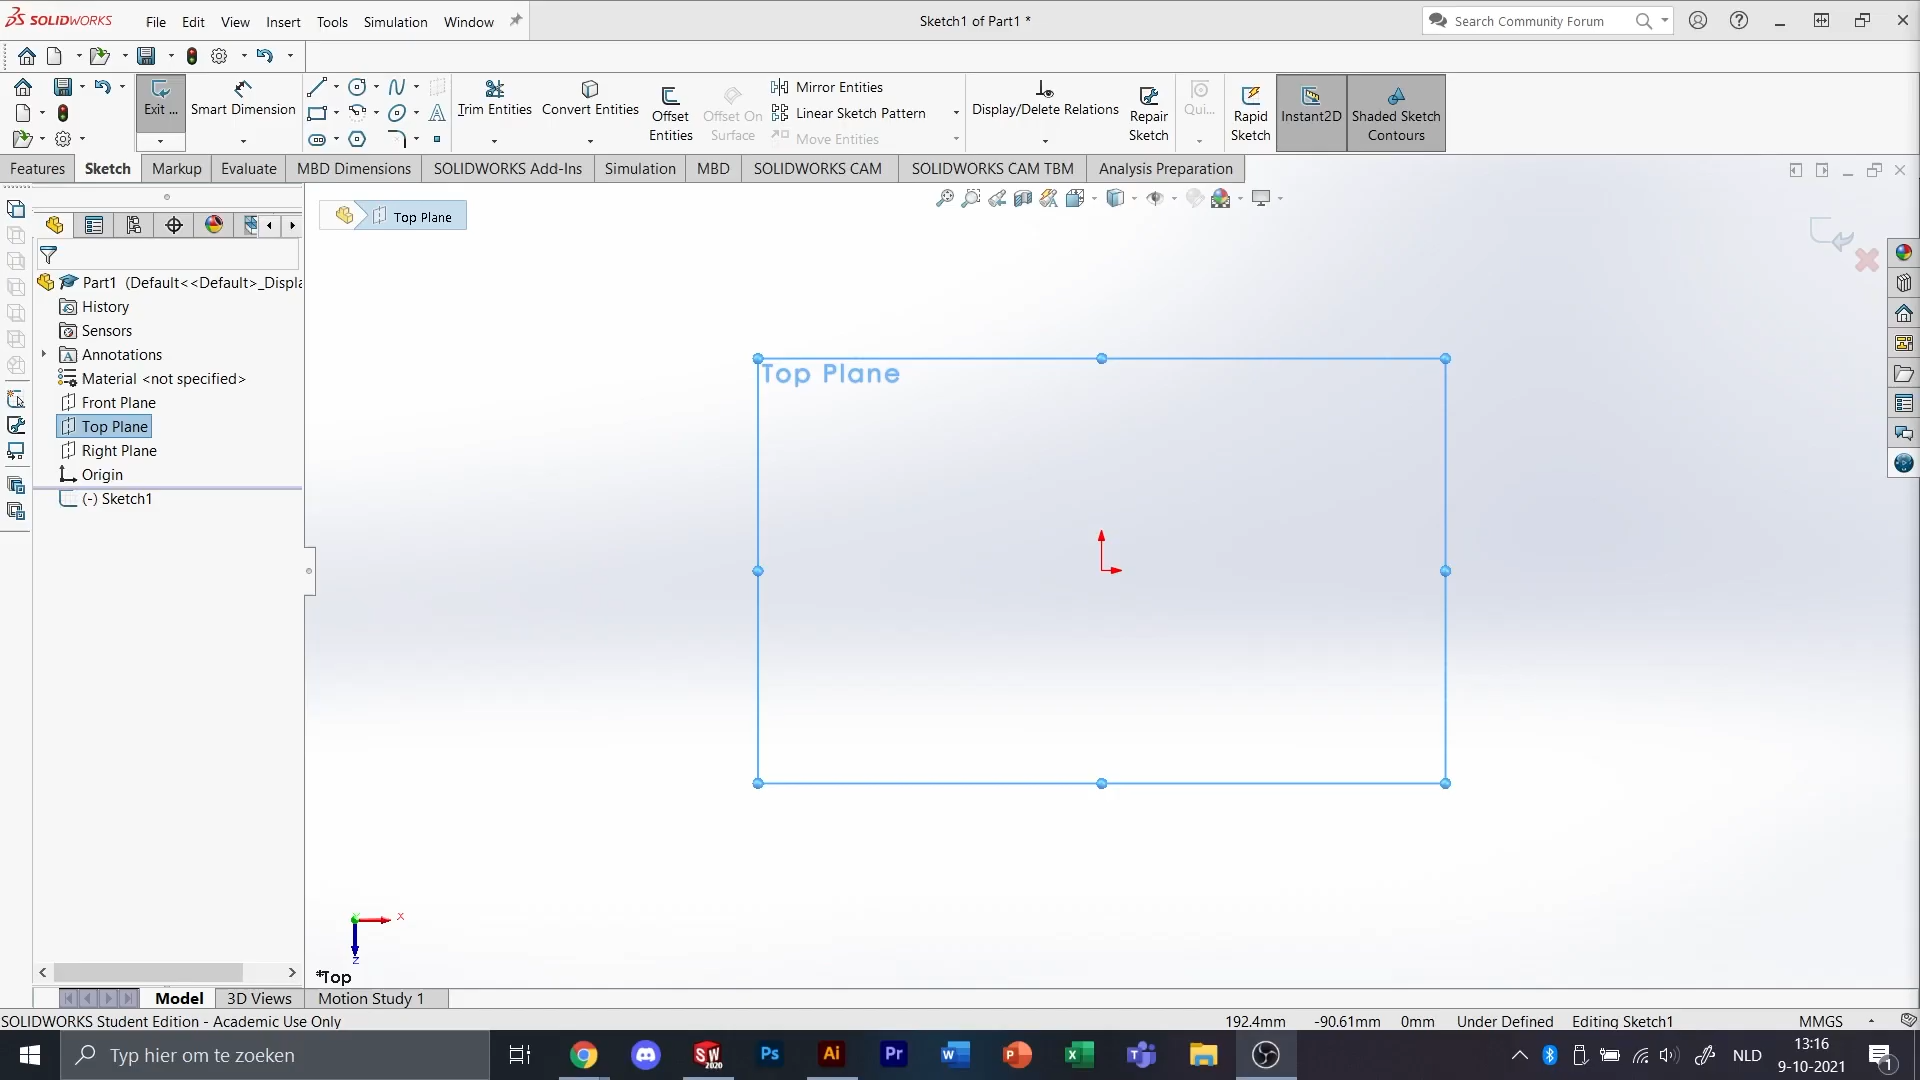 SOLIDWORKS File Edit View Insert Tools Simulation Window Sketch1 of Part1 * Search Community Forum
Exit ... Smart Dimension Trim Entities Convert Entities Offset Entities Offset On Surface Mirror Entities Linear Sketch Pattern Move Entities Display/Delete Relations Repair Sketch Qui... Rapid Sketch Instant2D Shaded Sketch Contours
Features Sketch Markup Evaluate MBD Dimensions SOLIDWORKS Add-Ins Simulation MBD SOLIDWORKS CAM SOLIDWORKS CAM TBM Analysis Preparation
Top Plane
Part1 (Default<<Default>_Displa
History
Sensors
Annotations
Material <not specified>
Front Plane
Top Plane
Right Plane
Origin
(-) Sketch1
Top Plane
X
Z
*Top
Model 3D Views Motion Study 1
SOLIDWORKS Student Edition - Academic Use Only 192.4mm -90.61mm 0mm Under Defined Editing Sketch1 MMGS
Typ hier om te zoeken SW 2020 Ps Ai Pr NLD 13:16
9-10-2021 1